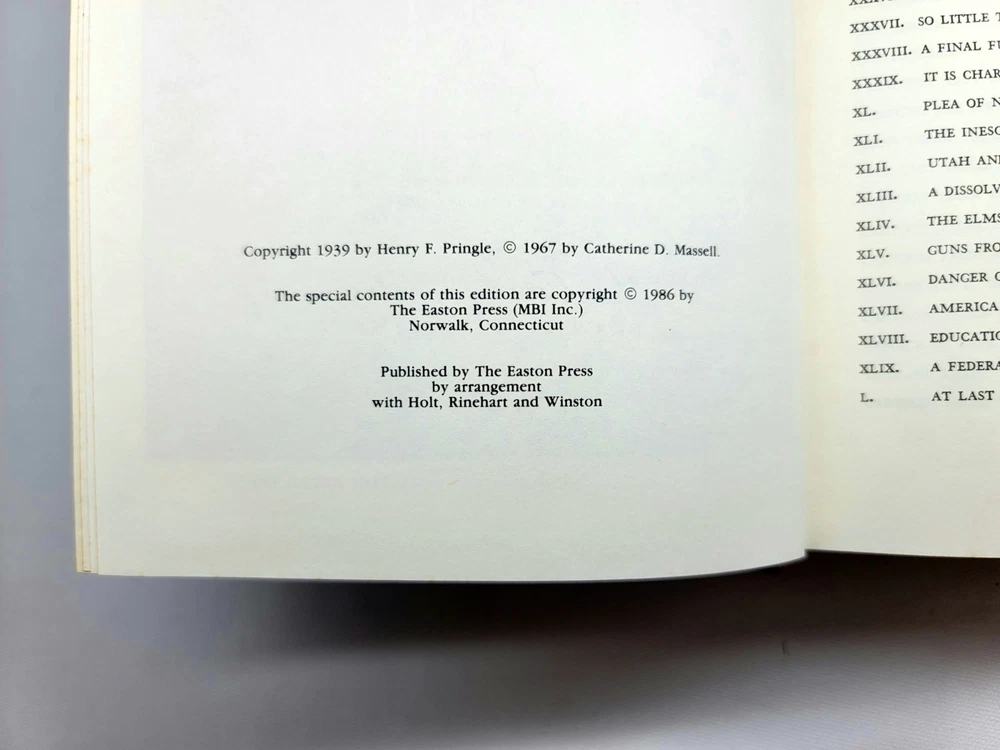 Copyright 1939 by Henry F. Pringle, © 1967 by Catherine D. Massell.
The special contents of this edition are copyright © 1986 by
The Easton Press (MBI Inc.)
Norwalk, Connecticut
Published by The Easton Press
by arrangement
with Holt, Rinehart and Winston
XXXVII. SO LITTLE
XXXVIII. A FINAL
XXXIX. IT IS
XL. PLEA OF
XLI. THE
XLII. UTAH
XLIII. A
XLIV. THE ELMS
XLV. GUNS
XLVI. DANGER
XLVII. AMERICA
XLVIII.
XLIX. A
L. AT LAST